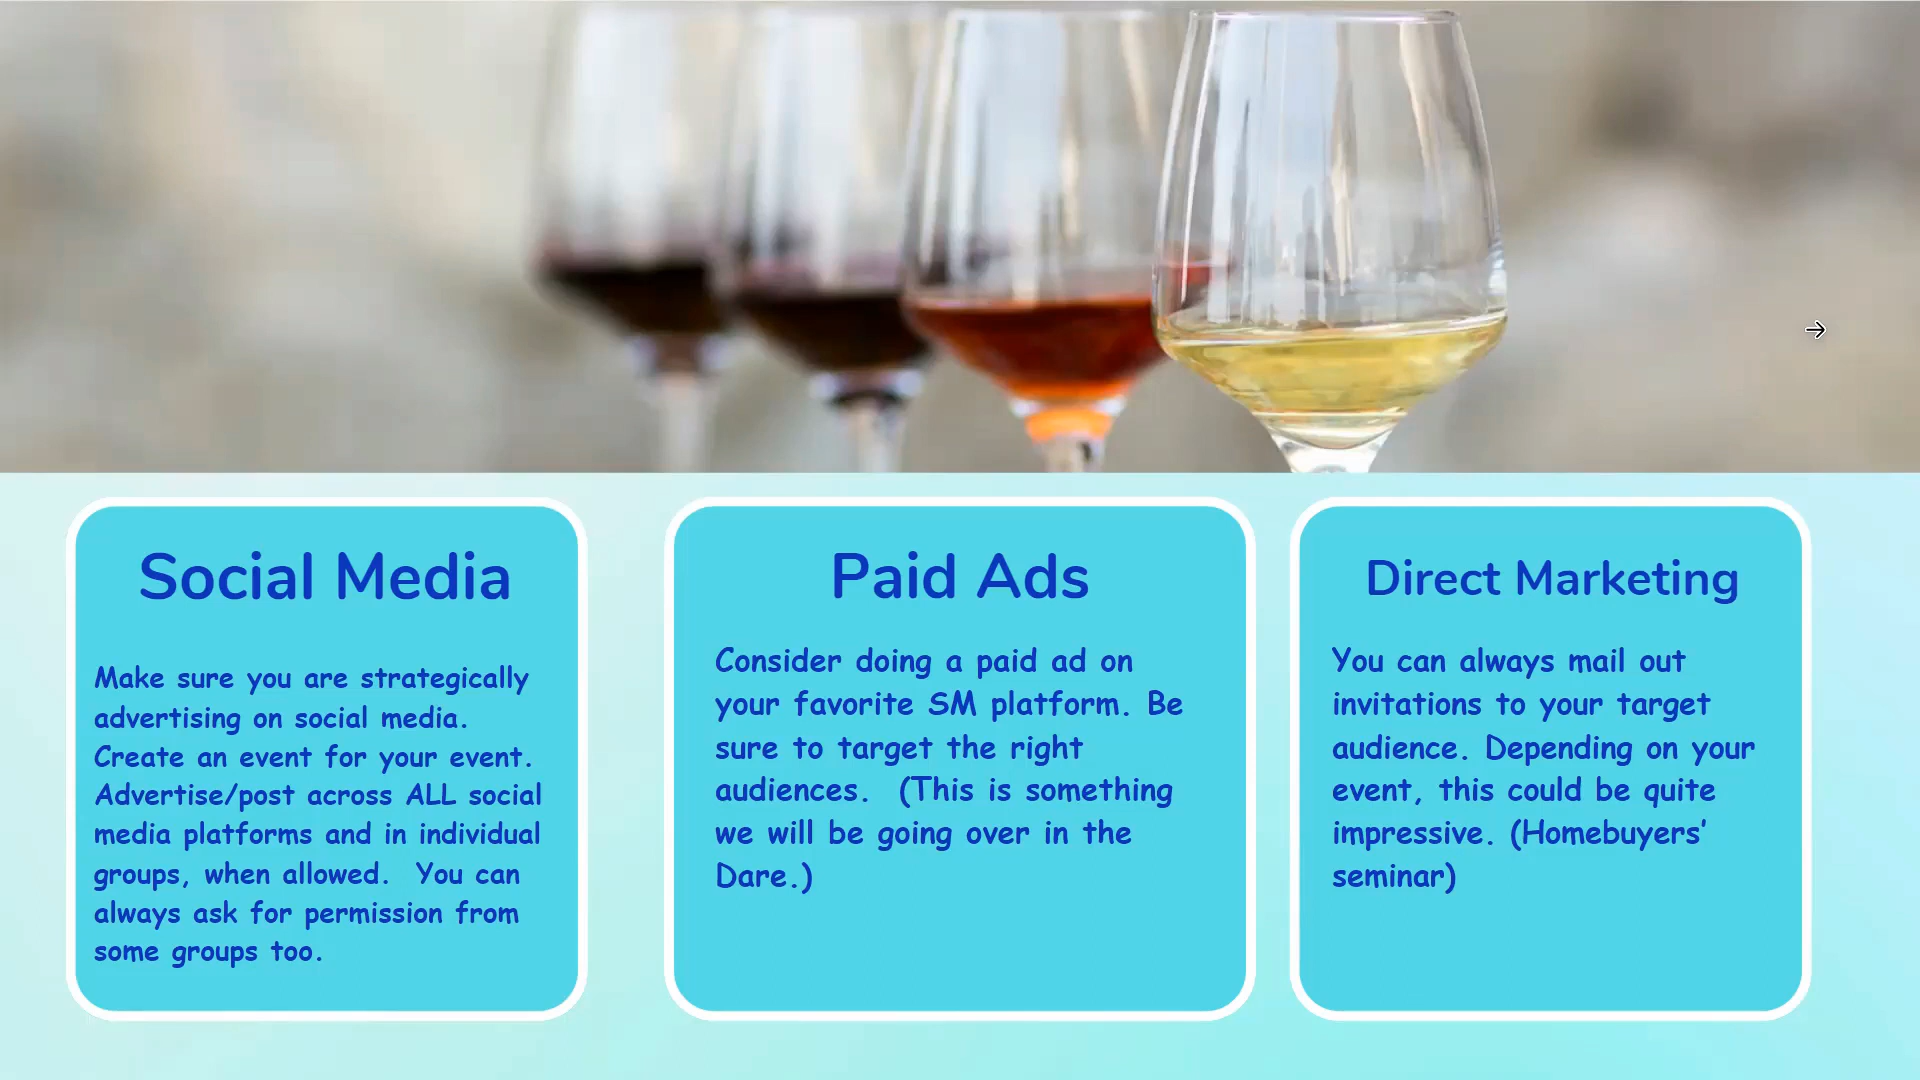 Social Media
Make sure you are strategically
advertising on social media.
Create an event for your event.
Advertise/post across ALL social
media platforms and in individual
groups, when allowed.  You can
always ask for permission from
some groups too.
Paid Ads
Consider doing a paid ad on
your favorite SM platform. Be
sure to target the right
audiences.  (This is something
we will be going over in the
Dare.)
Direct Marketing
You can always mail out
invitations to your target
audience. Depending on your
event, this could be quite
impressive. (Homebuyers’
seminar)